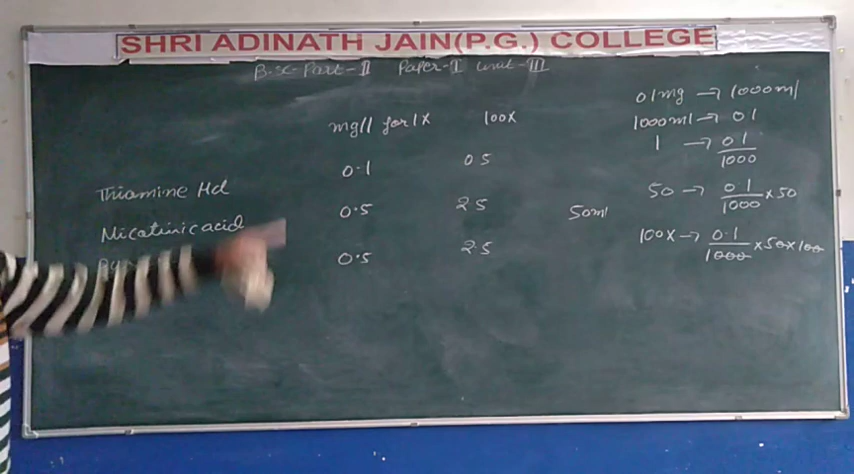 SHRI ADINATH JAIN(P.G.) COLLEGE
B.sc-Part-II Paper-I unit-III
mg/l for 1X 100X
Thiamine Hcl 0.1 0.5
Nicotinic acid 0.5 2.5 50ml
0.5 2.5
0.1mg → 1000ml
1000ml → 0.1
1 → 0.1/1000
50 → 0.1/1000 × 50
100X → 0.1/1000 × 50 × 100